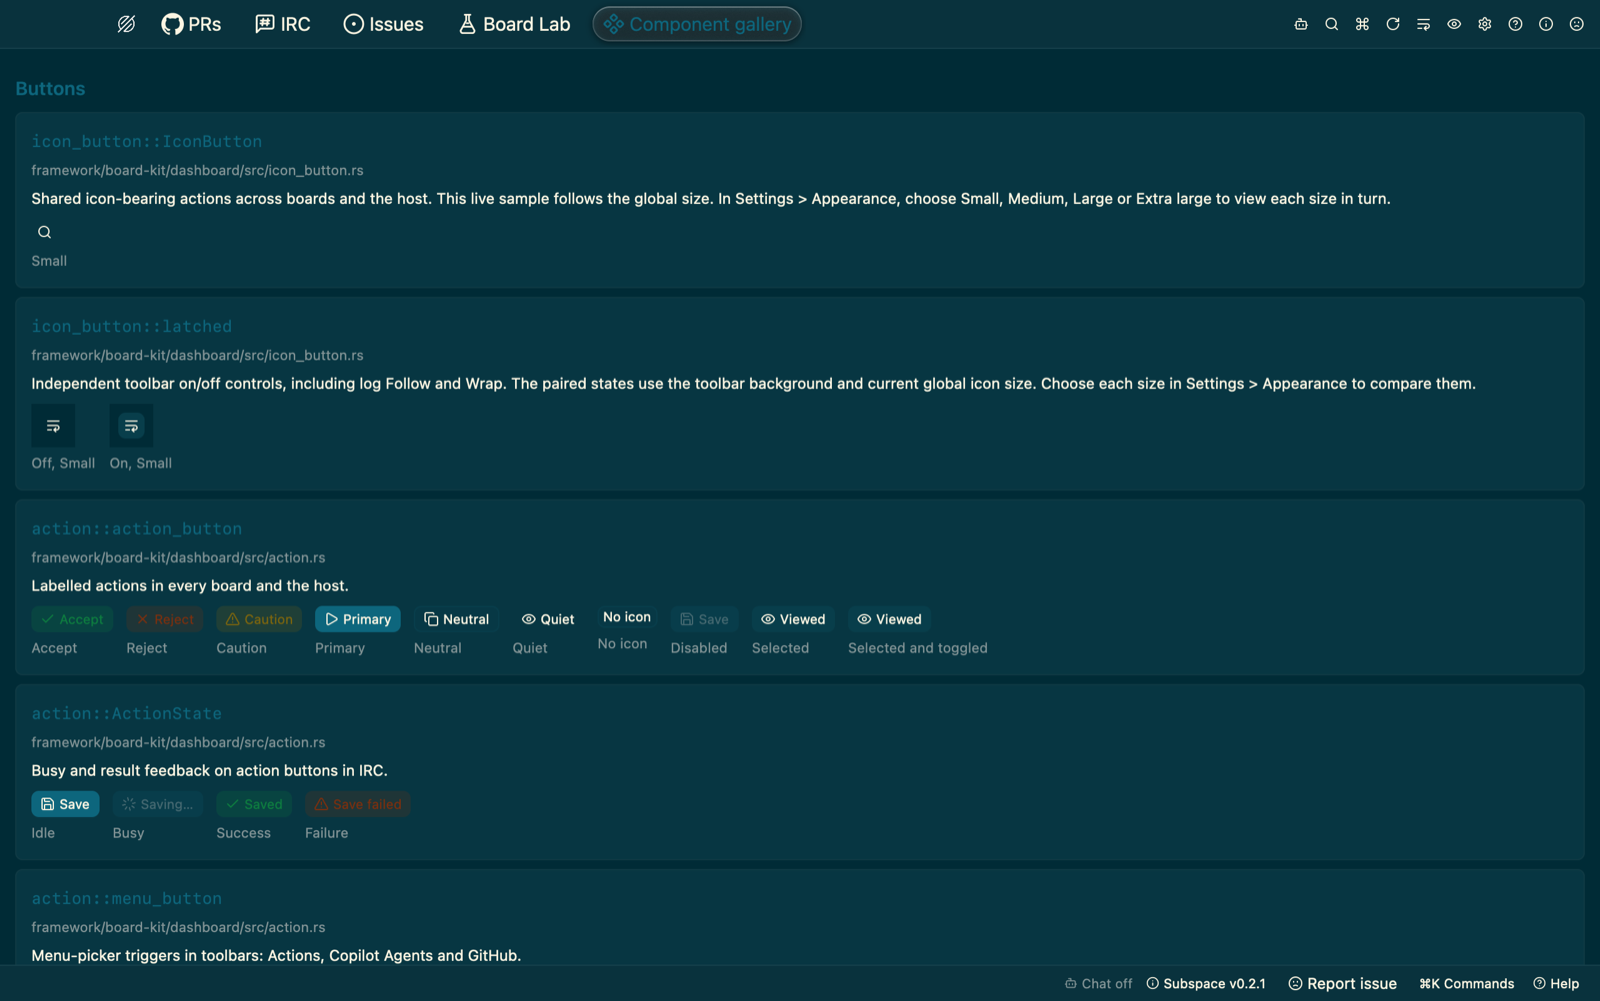 PRs IRC Issues Board Lab Component gallery
Buttons
icon_button::IconButton
framework/board-kit/dashboard/src/icon_button.rs
Shared icon-bearing actions across boards and the host. This live sample follows the global size. In Settings > Appearance, choose Small, Medium, Large or Extra large to view each size in turn.
Small
icon_button::latched
framework/board-kit/dashboard/src/icon_button.rs
Independent toolbar on/off controls, including log Follow and Wrap. The paired states use the toolbar background and current global icon size. Choose each size in Settings > Appearance to compare them.
Off, Small On, Small
action::action_button
framework/board-kit/dashboard/src/action.rs
Labelled actions in every board and the host.
Accept Reject Caution Primary Neutral Quiet No icon Save Viewed Viewed
Accept Reject Caution Primary Neutral Quiet No icon Disabled Selected Selected and toggled
action::ActionState
framework/board-kit/dashboard/src/action.rs
Busy and result feedback on action buttons in IRC.
Save Saving... Saved Save failed
Idle Busy Success Failure
action::menu_button
framework/board-kit/dashboard/src/action.rs
Menu-picker triggers in toolbars: Actions, Copilot Agents and GitHub.
Chat off Subspace v0.2.1 Report issue ⌘K Commands Help